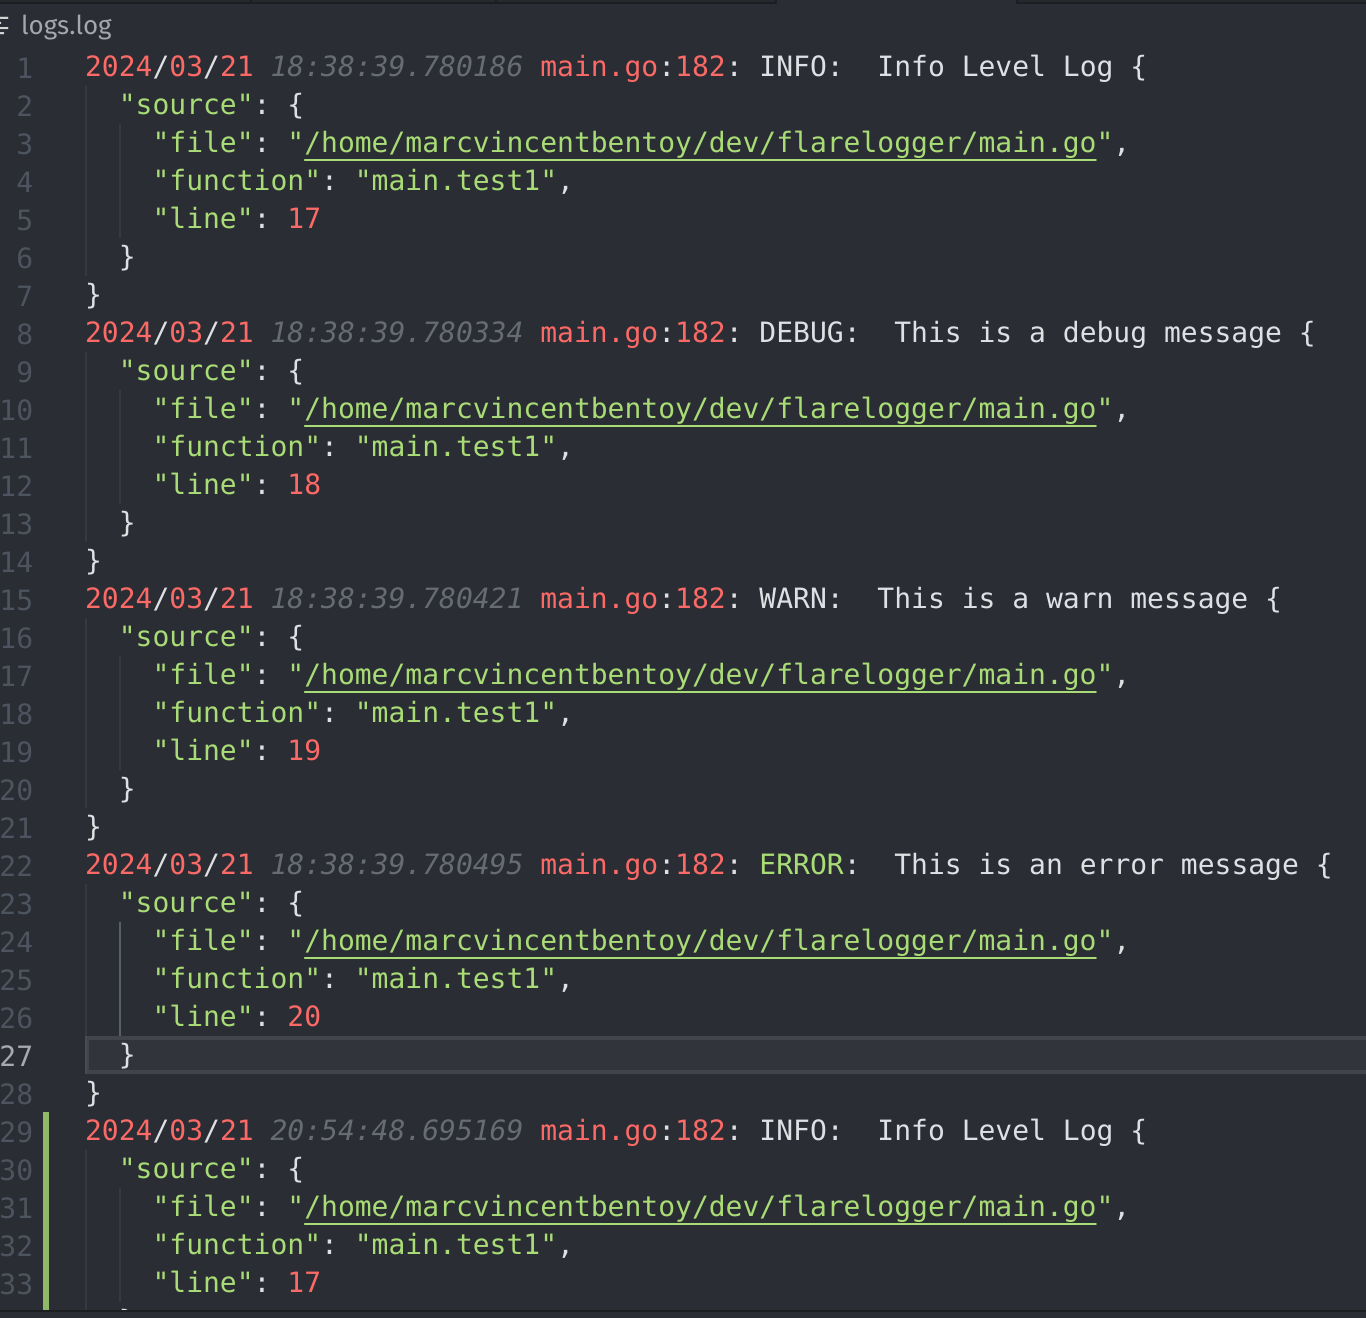 logs.log
1 2024/03/21 18:38:39.780186 main.go:182: INFO:  Info Level Log {
2   "source": {
3     "file": "/home/marcvincentbentoy/dev/flarelogger/main.go",
4     "function": "main.test1",
5     "line": 17
6   }
7 }
8 2024/03/21 18:38:39.780334 main.go:182: DEBUG:  This is a debug message {
9   "source": {
10     "file": "/home/marcvincentbentoy/dev/flarelogger/main.go",
11     "function": "main.test1",
12     "line": 18
13   }
14 }
15 2024/03/21 18:38:39.780421 main.go:182: WARN:  This is a warn message {
16   "source": {
17     "file": "/home/marcvincentbentoy/dev/flarelogger/main.go",
18     "function": "main.test1",
19     "line": 19
20   }
21 }
22 2024/03/21 18:38:39.780495 main.go:182: ERROR:  This is an error message {
23   "source": {
24     "file": "/home/marcvincentbentoy/dev/flarelogger/main.go",
25     "function": "main.test1",
26     "line": 20
27   }
28 }
29 2024/03/21 20:54:48.695169 main.go:182: INFO:  Info Level Log {
30   "source": {
31     "file": "/home/marcvincentbentoy/dev/flarelogger/main.go",
32     "function": "main.test1",
33     "line": 17